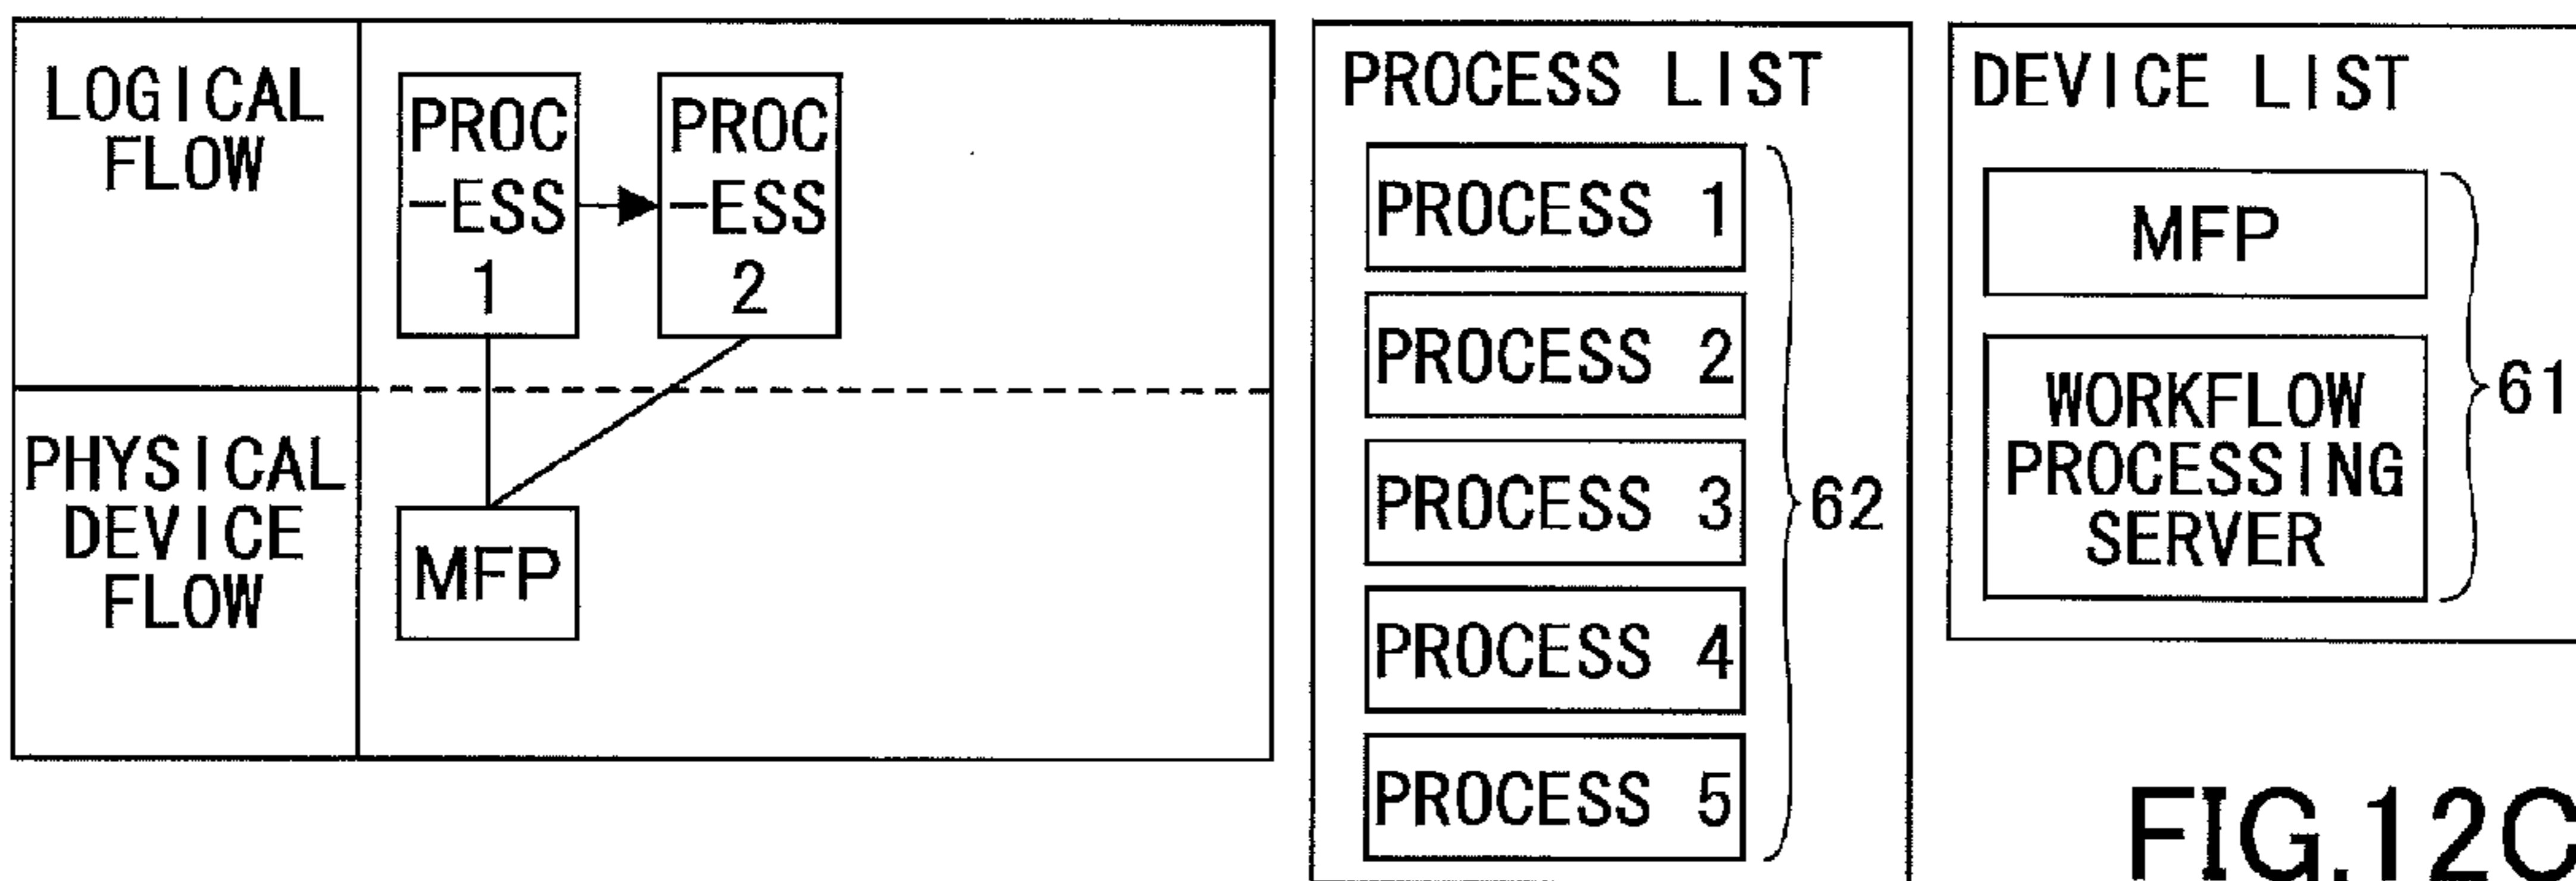 LOGICAL
FLOW
PROC
-ESS
1
PROC
-ESS
2
PHYSICAL
DEVICE
FLOW
MFP
PROCESS LIST
PROCESS 1
PROCESS 2
PROCESS 3
PROCESS 4
PROCESS 5
62
DEVICE LIST
MFP
WORKFLOW
PROCESSING
SERVER
61
FIG.12C